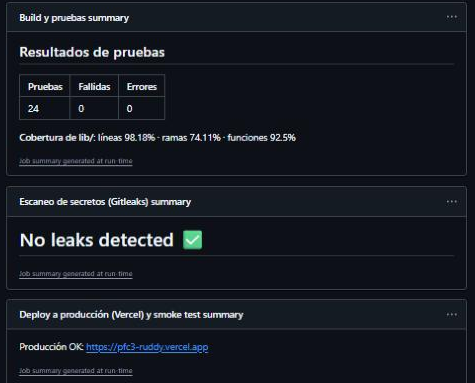 Build y pruebas summary
Resultados de pruebas
Pruebas Fallidas Errores
24 0 0
Cobertura de lib/: líneas 98.18% · ramas 74.11% · funciones 92.5%
Job summary generated at run-time
Escaneo de secretos (Gitleaks) summary
No leaks detected ✅
Job summary generated at run-time
Deploy a producción (Vercel) y smoke test summary
Producción OK: https://pfc3-ruddy.vercel.app
Job summary generated at run-time